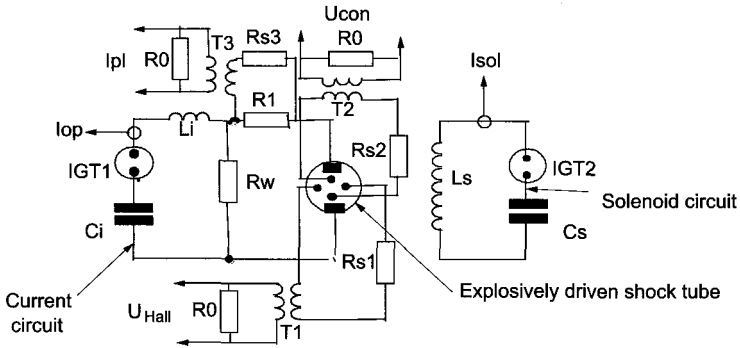 Ucon
Ipl
R0
T3
Rs3
R0
Isol
R1
T2
Iop
Li
Rs2
IGT1
Rw
Ls
IGT2
Solenoid circuit
Ci
Cs
Rs1
Current
circuit
UHall
R0
T1
Explosively driven shock tube